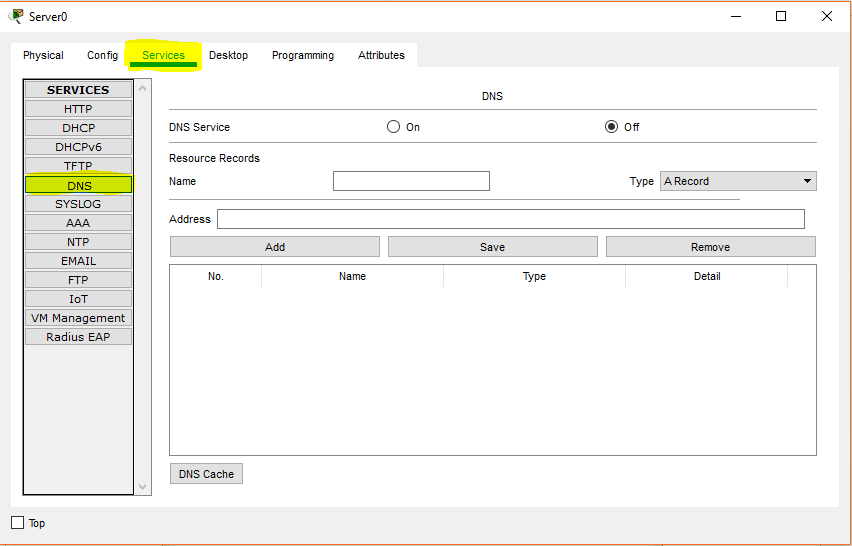 Server0
Physical Config Services Desktop Programming Attributes
SERVICES
HTTP
DHCP
DHCPv6
TFTP
DNS
SYSLOG
AAA
NTP
EMAIL
FTP
IoT
VM Management
Radius EAP
DNS
DNS Service On Off
Resource Records
Name Type A Record
Address
Add Save Remove
No. Name Type Detail
DNS Cache
Top